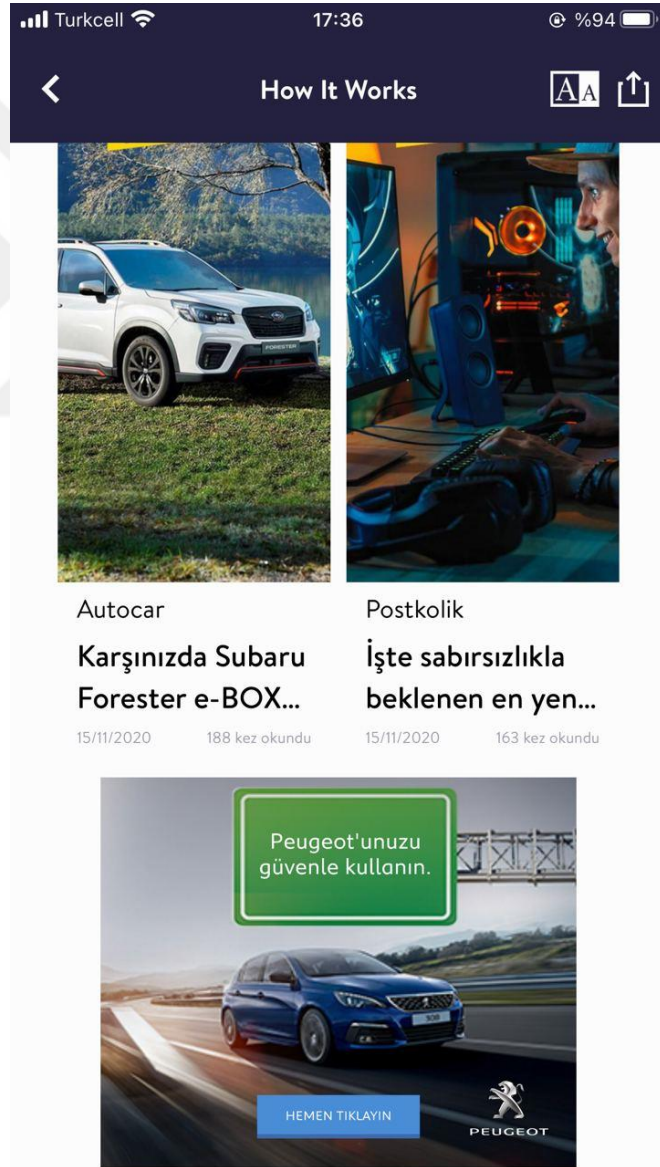 Turkcell 17:36 %94
How It Works
AA
FORESTER
Autocar
Karşınızda Subaru
Forester e-BOX...
15/11/2020 188 kez okundu
Postkolik
İşte sabırsızlıkla
beklenen en yen...
15/11/2020 163 kez okundu
Peugeot'unuzu
güvenle kullanın.
308
HEMEN TIKLAYIN
PEUGEOT